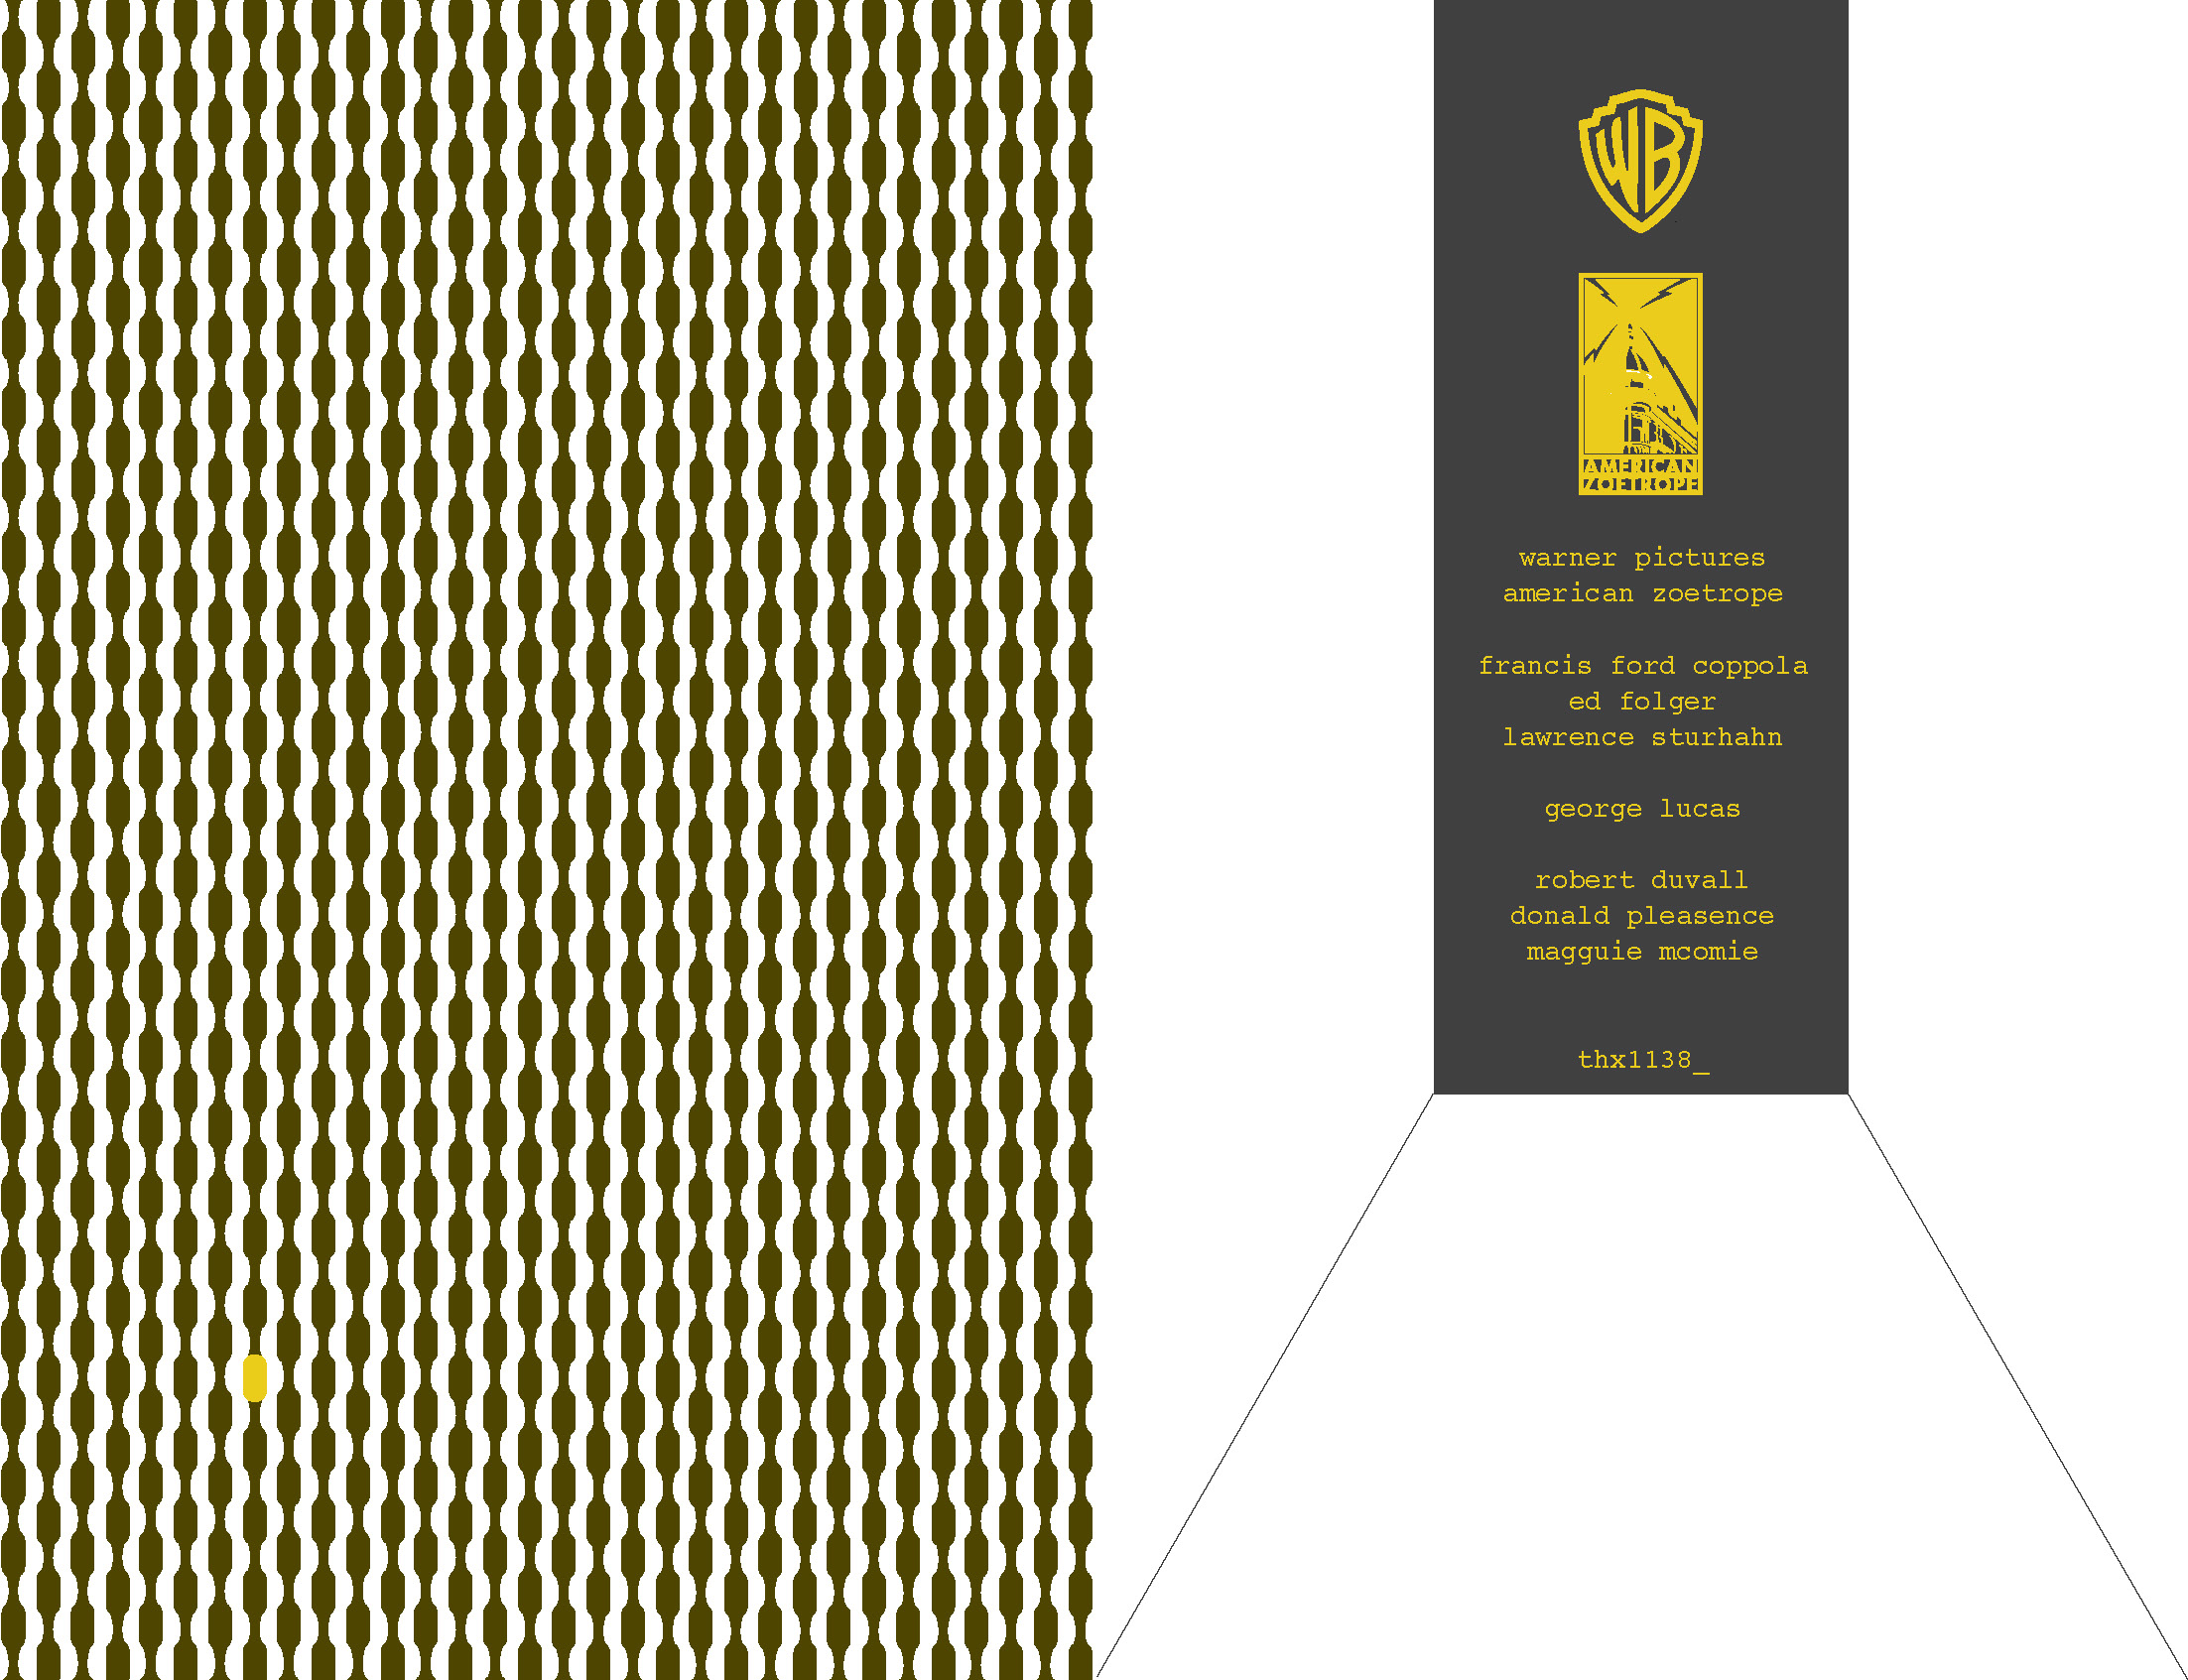 WB
AMERICAN
ZOETROPE
warner pictures
american zoetrope
francis ford coppola
ed folger
lawrence sturhahn
george lucas
robert duvall
donald pleasence
magguie mcomie
thx1138_